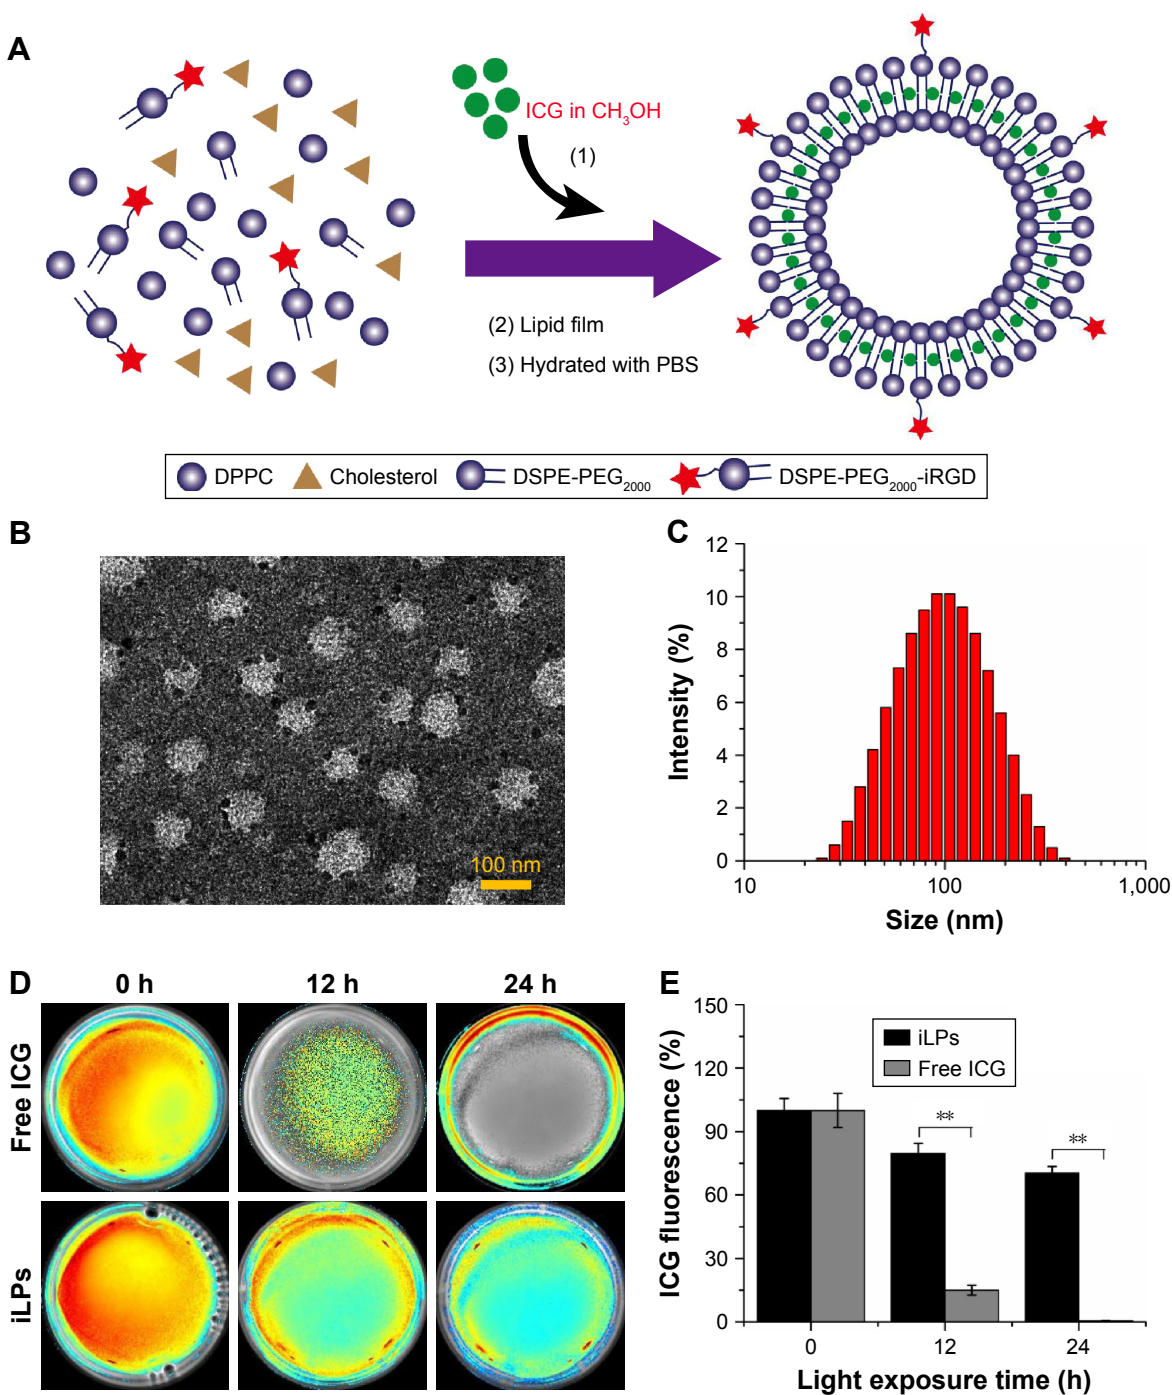 A
ICG in CH₃OH
(1)
(2) Lipid film
(3) Hydrated with PBS
DPPC Cholesterol DSPE-PEG₂₀₀₀ DSPE-PEG₂₀₀₀-iRGD
B
100 nm
C
12
10
8
6
4
2
0
10 100 1,000
Intensity (%)
Size (nm)
D
0 h 12 h 24 h
Free ICG
iLPs
E
150
120
90
60
30
0
iLPs
Free ICG
**
**
0 12 24
ICG fluorescence (%)
Light exposure time (h)